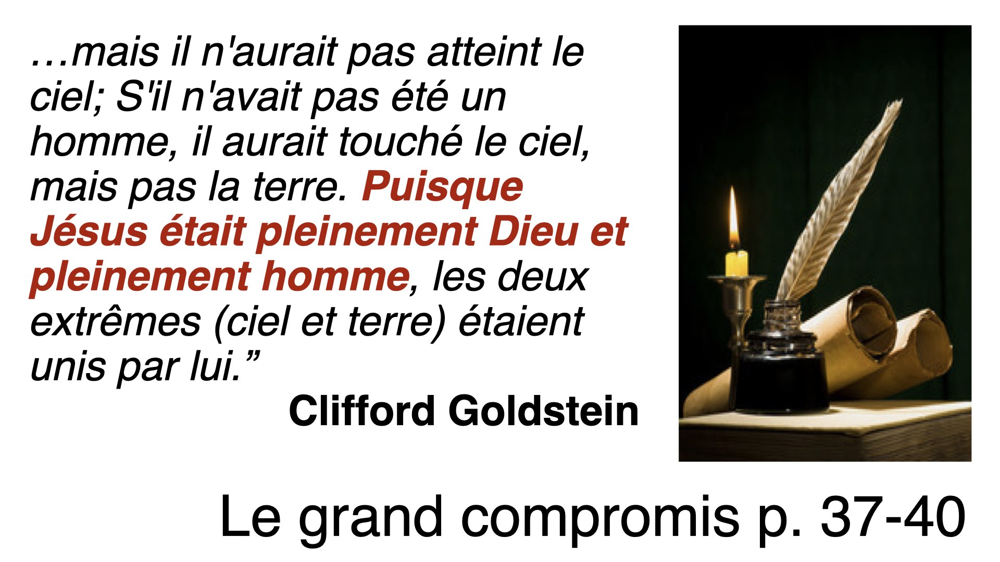 …mais il n'aurait pas atteint le
ciel; S'il n'avait pas été un
homme, il aurait touché le ciel,
mais pas la terre. Puisque
Jésus était pleinement Dieu et
pleinement homme, les deux
extrêmes (ciel et terre) étaient
unis par lui.”
Clifford Goldstein
Le grand compromis p. 37-40